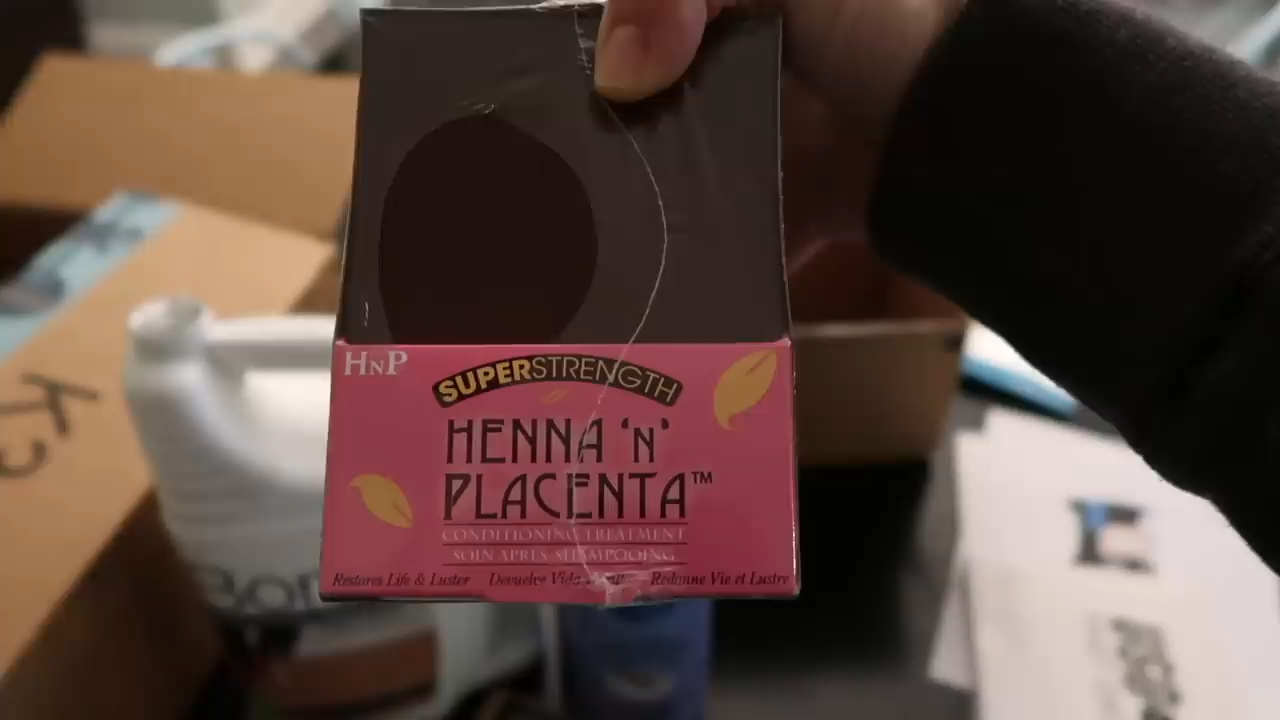 HNP
SUPERSTRENGTH
HENNA 'N'
PLACENTA™
CONDITIONING TREATMENT
SOIN APRÈS-SHAMPOOING
Restores Life & Luster Devuelve Vida Redonne Vie et Lustre